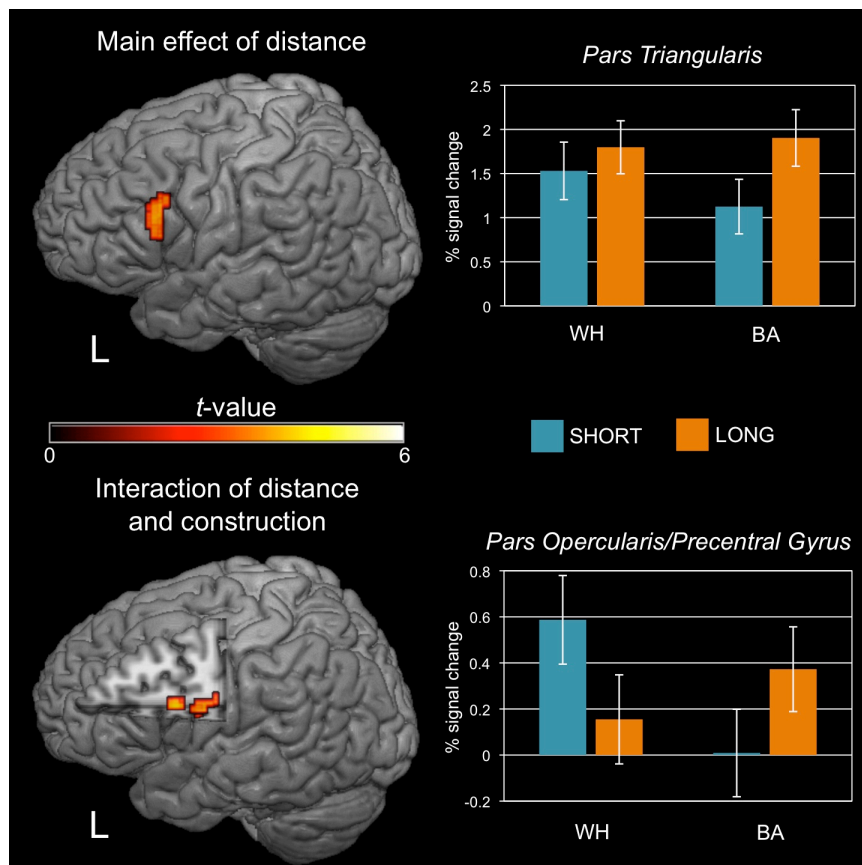 Main effect of distance
L
t-value
0
6
Pars Triangularis
% signal change
2.5
2
1.5
1
0.5
0
WH
BA
SHORT
LONG
Interaction of distance
and construction
L
Pars Opercularis/Precentral Gyrus
% signal change
0.8
0.6
0.4
0.2
0
-0.2
WH
BA